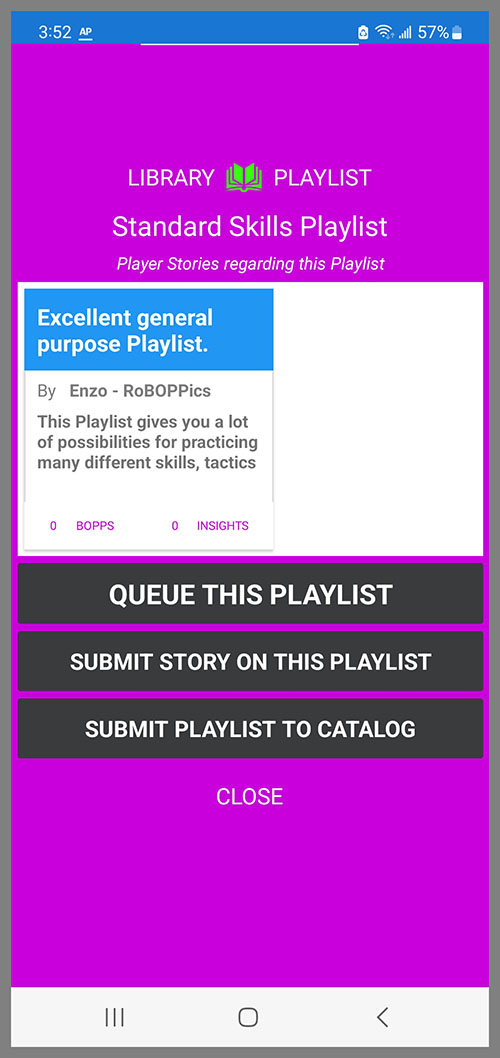 3:52 AP 57%
LIBRARY PLAYLIST
Standard Skills Playlist
Player Stories regarding this Playlist
Excellent general
purpose Playlist.
By Enzo - RoBOPPics
This Playlist gives you a lot
of possibilities for practicing
many different skills, tactics
0 BOPPS 0 INSIGHTS
QUEUE THIS PLAYLIST
SUBMIT STORY ON THIS PLAYLIST
SUBMIT PLAYLIST TO CATALOG
CLOSE